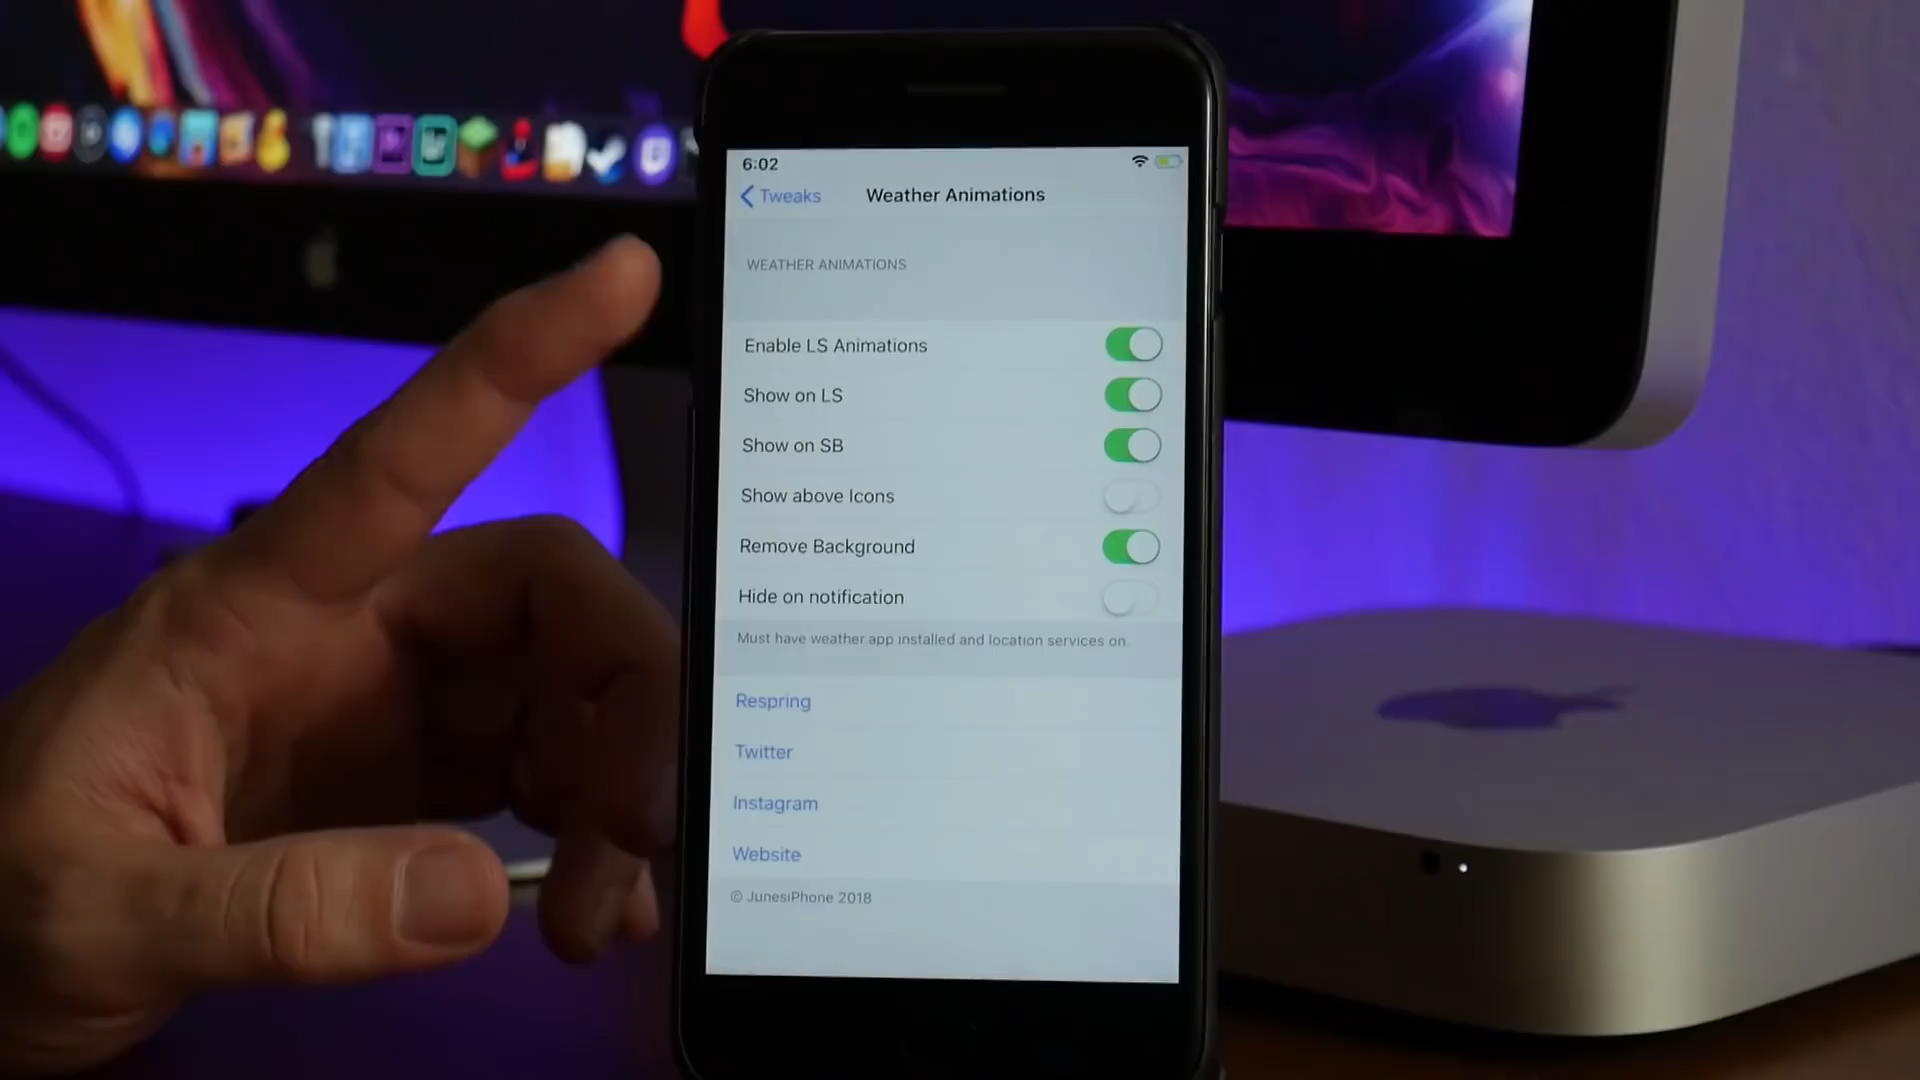 6:02
Tweaks
Weather Animations
WEATHER ANIMATIONS
Enable LS Animations
Show on LS
Show on SB
Show above Icons
Remove Background
Hide on notification
Must have weather app installed and location services on.
Respring
Twitter
Instagram
Website
© JunesiPhone 2018